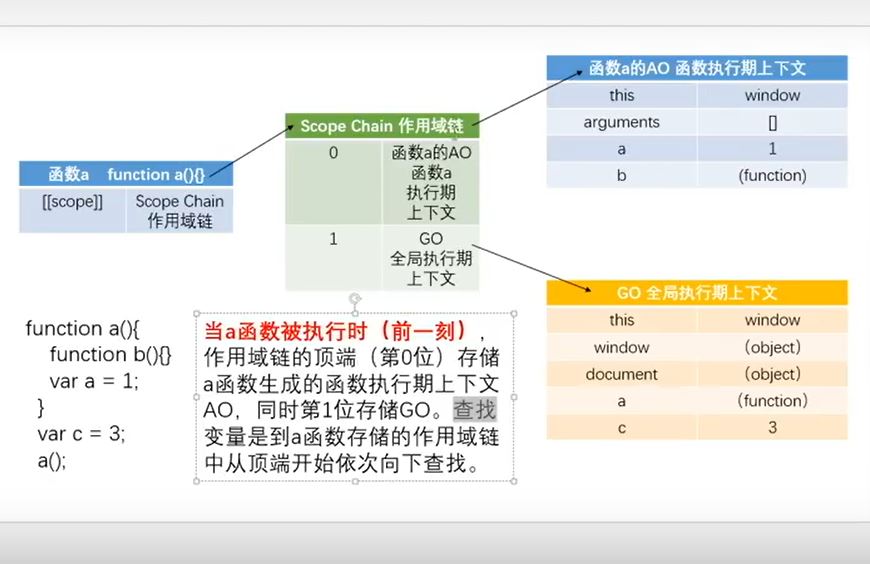 函数a的AO 函数执行期上下文
this window
arguments []
a 1
b (function)
Scope Chain 作用域链
0 函数a的AO
函数a
执行期
上下文
1 GO
全局执行期
上下文
函数a function a(){}
[[scope]] Scope Chain
作用域链
GO 全局执行期上下文
this window
window （object）
document （object）
a （function）
c 3
function a(){
function b(){}
var a = 1;
}
var c = 3;
a();
当a函数被执行时（前一刻），
作用域链的顶端（第0位）存储
a函数生成的函数执行期上下文
AO，同时第1位存储GO。查找
变量是到a函数存储的作用域链
中从顶端开始依次向下查找。